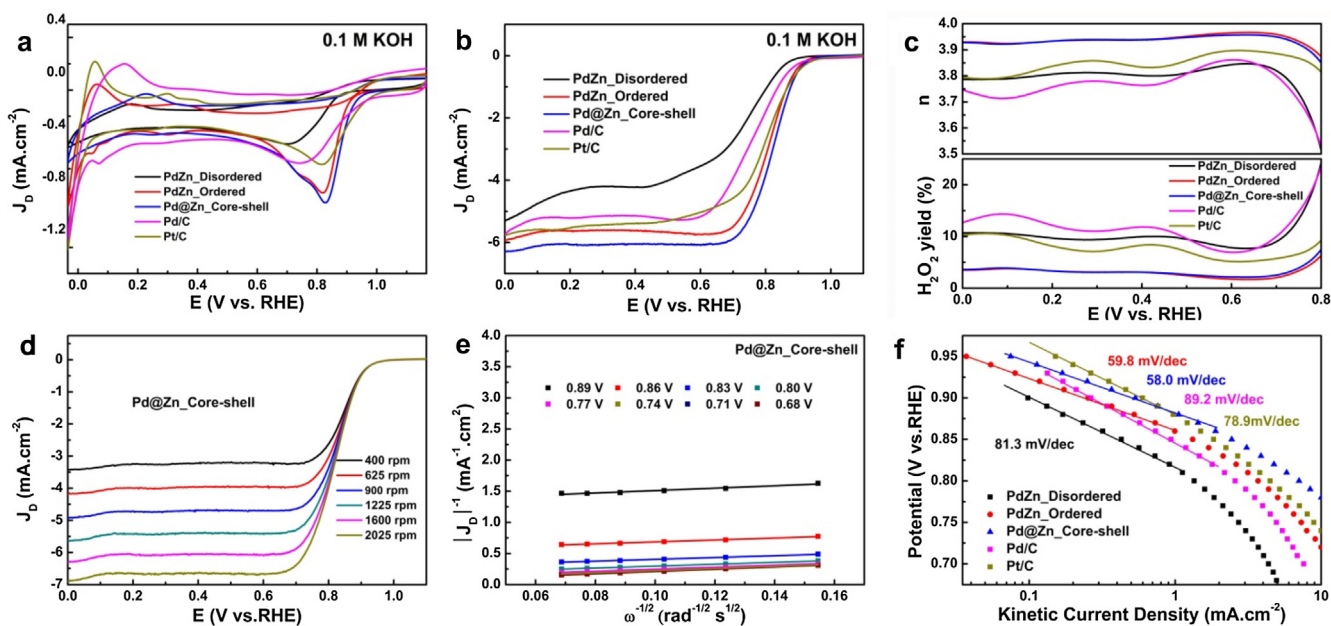 a
0.1 M KOH
0.4
0.0
-0.4
-0.8
-1.2
J_D (mA.cm⁻²)
PdZn_Disordered
PdZn_Ordered
Pd@Zn_Core-shell
Pd/C
Pt/C
0.0 0.2 0.4 0.6 0.8 1.0
E (V vs. RHE)
b
0.1 M KOH
0
-2
-4
-6
J_D (mA.cm⁻²)
PdZn_Disordered
PdZn_Ordered
Pd@Zn_Core-shell
Pd/C
Pt/C
0.0 0.2 0.4 0.6 0.8 1.0
E (V vs. RHE)
c
4.0
3.9
3.8
3.7
3.6
3.5
n
20
10
0
H₂O₂ yield (%)
PdZn_Disordered
PdZn_Ordered
Pd@Zn_Core-shell
Pd/C
Pt/C
0.0 0.2 0.4 0.6 0.8
E (V vs. RHE)
d
0
-1
-2
-3
-4
-5
-6
-7
J_D (mA.cm⁻²)
Pd@Zn_Core-shell
400 rpm
625 rpm
900 rpm
1225 rpm
1600 rpm
2025 rpm
0.0 0.2 0.4 0.6 0.8 1.0
E (V vs.RHE)
e
Pd@Zn_Core-shell
0.89 V 0.86 V 0.83 V 0.80 V
0.77 V 0.74 V 0.71 V 0.68 V
3.0
2.5
2.0
1.5
1.0
0.5
0.0
|J_D|⁻¹ (mA⁻¹.cm²)
0.06 0.08 0.10 0.12 0.14 0.16
ω⁻¹/² (rad⁻¹/² s¹/²)
f
0.95
0.90
0.85
0.80
0.75
0.70
Potential (V vs.RHE)
59.8 mV/dec
58.0 mV/dec
89.2 mV/dec
78.9mV/dec
81.3 mV/dec
PdZn_Disordered
PdZn_Ordered
Pd@Zn_Core-shell
Pd/C
Pt/C
0.1 1 10
Kinetic Current Density (mA.cm⁻²)